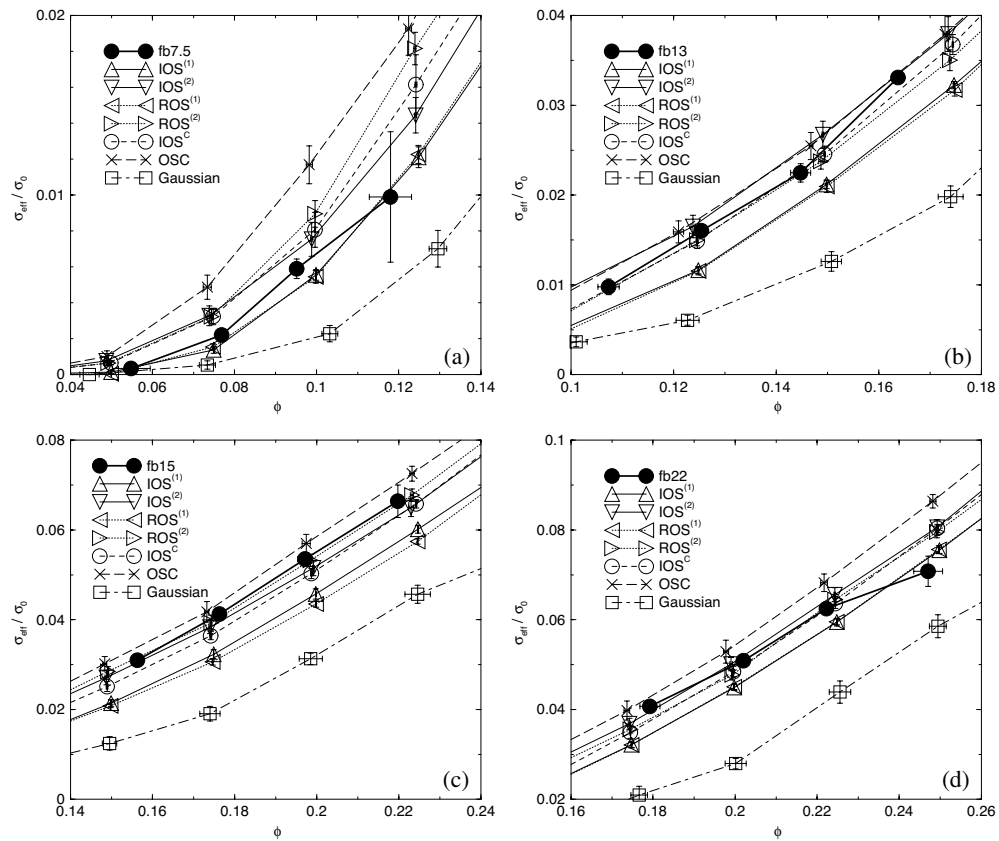 0.02
fb7.5
IOS(1)
IOS(2)
ROS(1)
ROS(2)
IOSC
OSC
Gaussian
0.01
σeff / σ0
(a)
0
0.04 0.06 0.08 0.1 0.12 0.14
ϕ
0.04
fb13
IOS(1)
IOS(2)
ROS(1)
ROS(2)
IOSC
OSC
Gaussian
0.03
σeff / σ0
0.02
0.01
(b)
0
0.1 0.12 0.14 0.16 0.18
ϕ
0.08
fb15
IOS(1)
IOS(2)
ROS(1)
ROS(2)
IOSC
OSC
Gaussian
0.06
σeff / σ0
0.04
0.02
(c)
0
0.14 0.16 0.18 0.2 0.22 0.24
ϕ
0.1
fb22
IOS(1)
IOS(2)
ROS(1)
ROS(2)
IOSC
OSC
Gaussian
0.08
σeff / σ0
0.06
0.04
(d)
0.02
0.16 0.18 0.2 0.22 0.24 0.26
ϕ